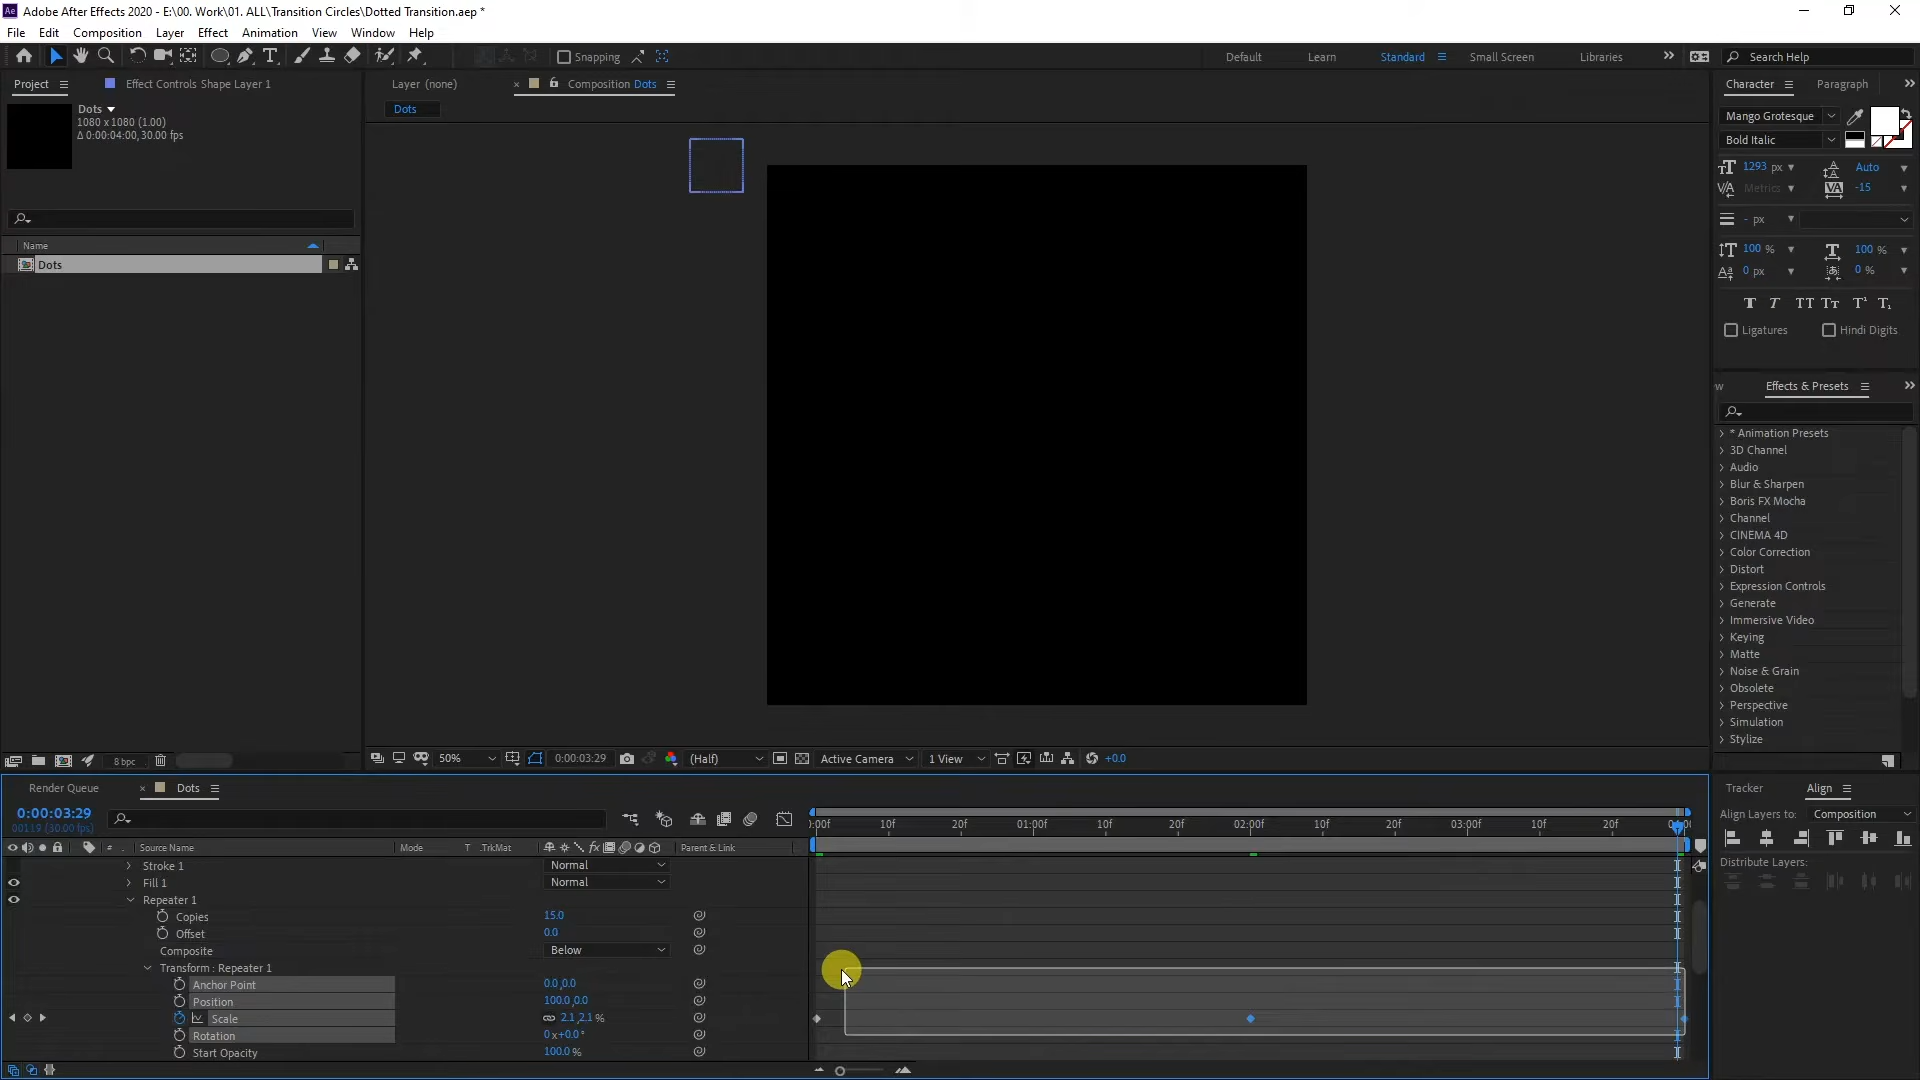 Adobe After Effects 2020 - E:\00. Work\01. ALL\Transition Circles\Dotted Transition.aep *
File Edit Composition Layer Effect Animation View Window Help
Snapping Default Learn Standard Small Screen Libraries Search Help
Project Effect Controls Shape Layer 1
Layer (none) Composition Dots
Dots
Dots
1080 x 1080 (1.00)
Δ 0:00:04:00, 30.00 fps
Name
Dots
8 bpc
50% 0:00:03:29 (Half) Active Camera 1 View +0.0
Character Paragraph
Mango Grotesque
Bold Italic
1293 px Auto
Metrics -15
- px
100 % 100 %
0 px 0 %
Ligatures Hindi Digits
Effects & Presets
* Animation Presets
3D Channel
Audio
Blur & Sharpen
Boris FX Mocha
Channel
CINEMA 4D
Color Correction
Distort
Expression Controls
Generate
Immersive Video
Keying
Matte
Noise & Grain
Obsolete
Perspective
Simulation
Stylize
Render Queue Dots
0:00:03:29
00119 (30.00 fps)
10f 20f 01:00f 10f 20f 02:00f 10f 20f 03:00f 10f 20f
# Source Name Mode T .TrkMat Parent & Link
Stroke 1 Normal
Fill 1 Normal
Repeater 1
Copies 15.0
Offset 0.0
Composite Below
Transform : Repeater 1
Anchor Point 0.0,0.0
Position 100.0,0.0
Scale 2.1,2.1 %
Rotation 0 x+0.0 °
Start Opacity 100.0 %
Tracker Align
Align Layers to: Composition
Distribute Layers: